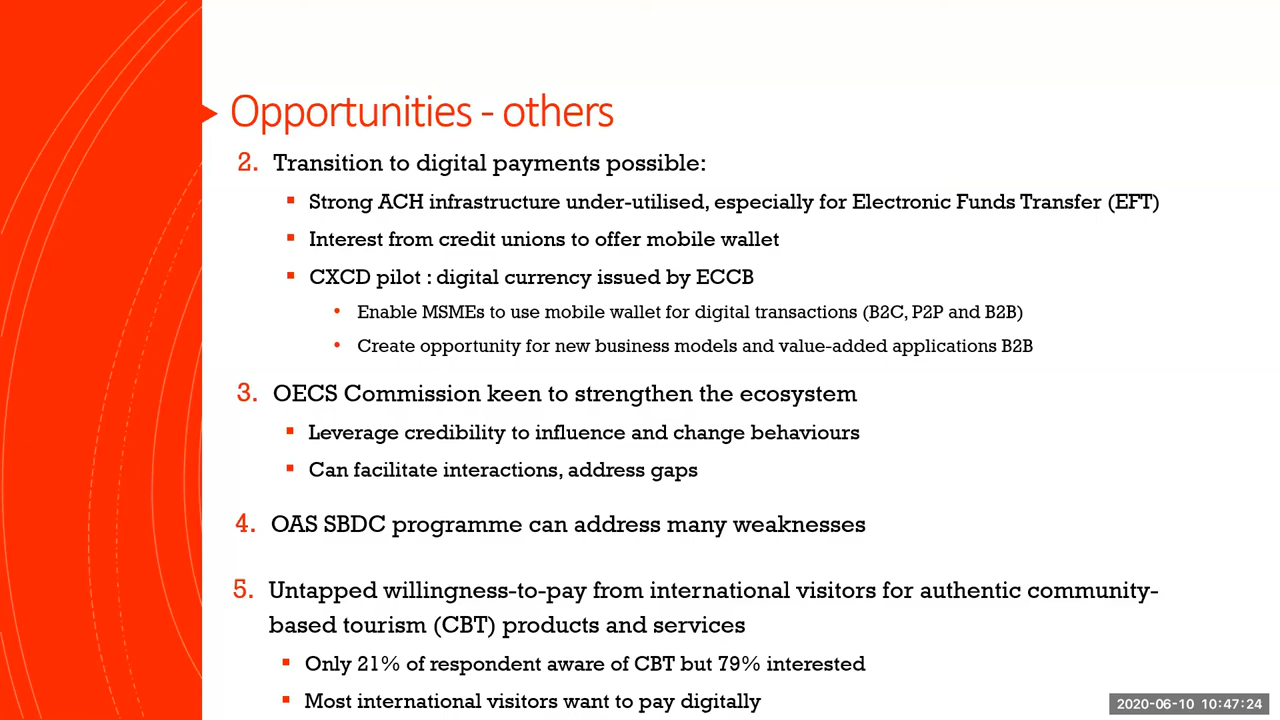 Opportunities - others
2. Transition to digital payments possible:
▪ Strong ACH infrastructure under-utilised, especially for Electronic Funds Transfer (EFT)
▪ Interest from credit unions to offer mobile wallet
▪ CXCD pilot : digital currency issued by ECCB
• Enable MSMEs to use mobile wallet for digital transactions (B2C, P2P and B2B)
• Create opportunity for new business models and value-added applications B2B
3. OECS Commission keen to strengthen the ecosystem
▪ Leverage credibility to influence and change behaviours
▪ Can facilitate interactions, address gaps
4. OAS SBDC programme can address many weaknesses
5. Untapped willingness-to-pay from international visitors for authentic community-
based tourism (CBT) products and services
▪ Only 21% of respondent aware of CBT but 79% interested
▪ Most international visitors want to pay digitally
2020-06-10 10:47:24